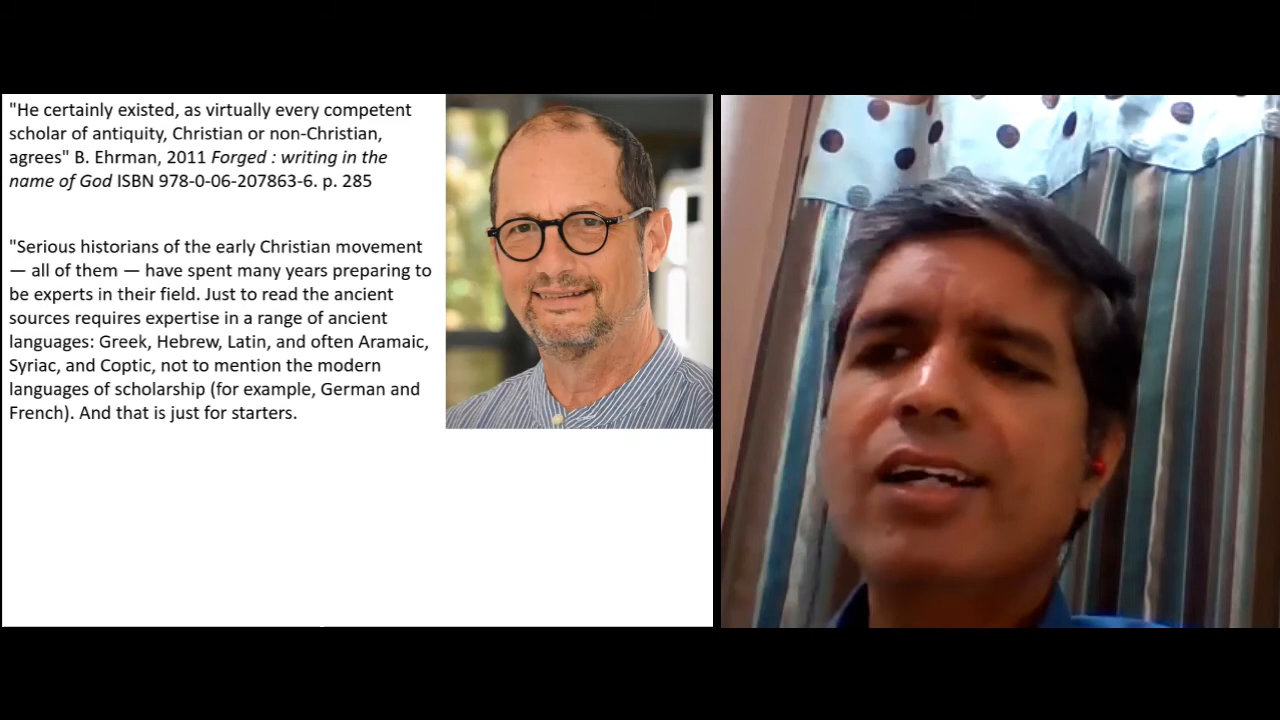 "He certainly existed, as virtually every competent
scholar of antiquity, Christian or non-Christian,
agrees" B. Ehrman, 2011 Forged : writing in the
name of God ISBN 978-0-06-207863-6. p. 285
"Serious historians of the early Christian movement
— all of them — have spent many years preparing to
be experts in their field. Just to read the ancient
sources requires expertise in a range of ancient
languages: Greek, Hebrew, Latin, and often Aramaic,
Syriac, and Coptic, not to mention the modern
languages of scholarship (for example, German and
French). And that is just for starters.